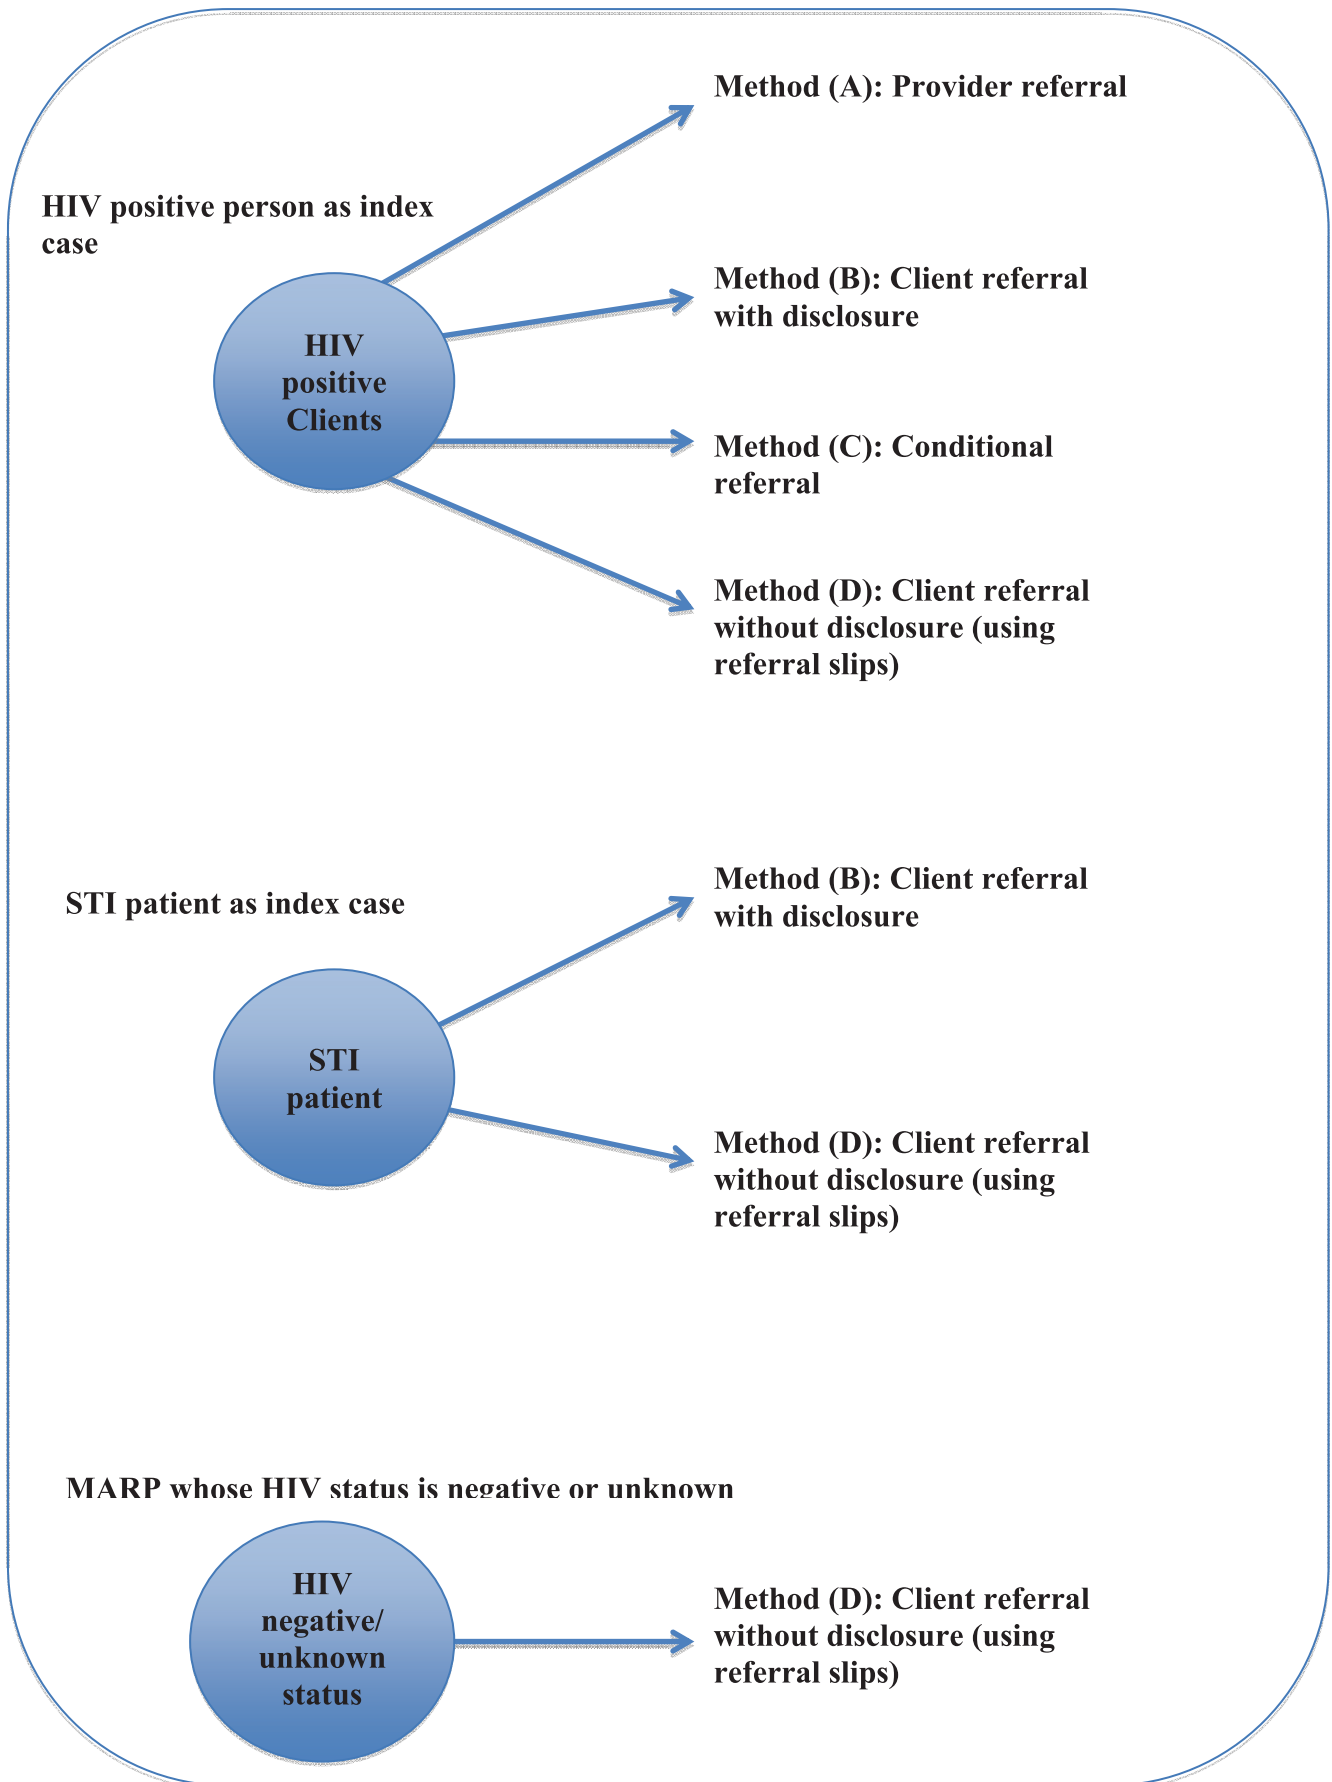 Method (A): Provider referral
HIV positive person as index
case
Method (B): Client referral
with disclosure
HIV
positive
Clients
Method (C): Conditional
referral
Method (D): Client referral
without disclosure (using
referral slips)
STI patient as index case
Method (B): Client referral
with disclosure
STI
patient
Method (D): Client referral
without disclosure (using
referral slips)
MARP whose HIV status is negative or unknown
HIV
negative/
unknown
status
Method (D): Client referral
without disclosure (using
referral slips)